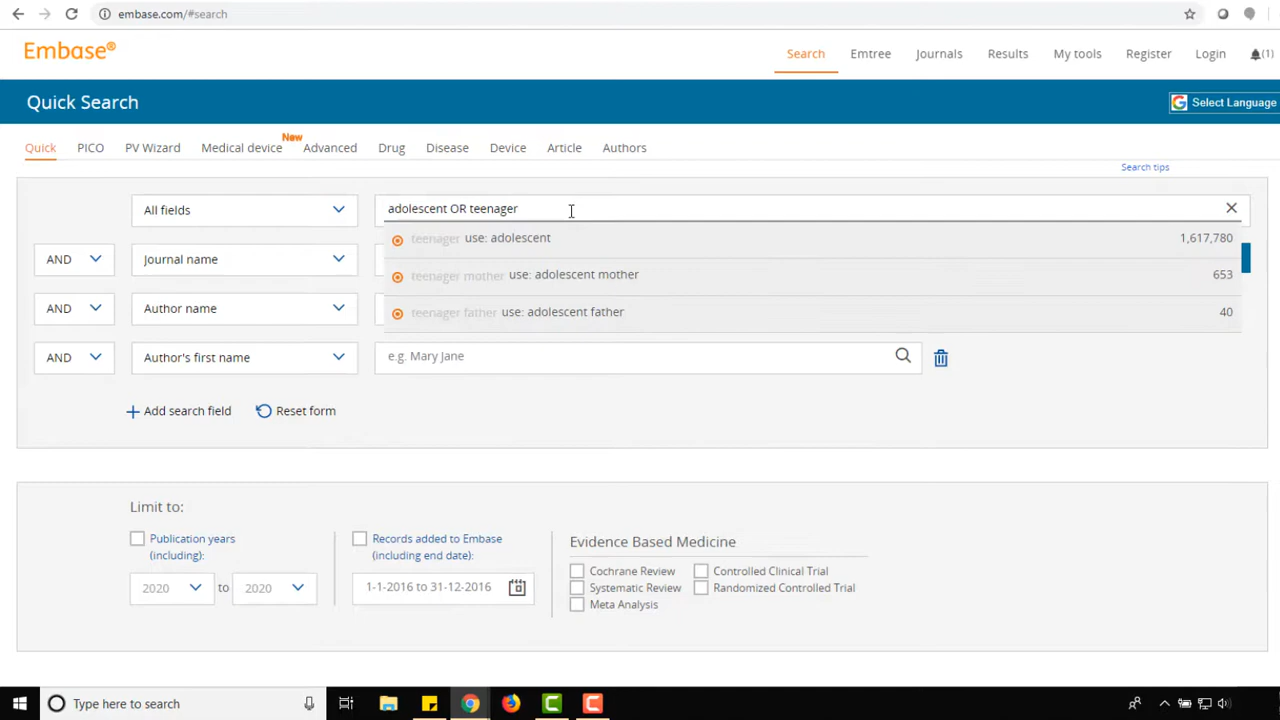 embase.com/#search
Embase®
Search Emtree Journals Results My tools Register Login (1)
Quick Search
G Select Language
New
Quick PICO PV Wizard Medical device Advanced Drug Disease Device Article Authors
Search tips
All fields adolescent OR teenager
teenager use: adolescent 1,617,780
AND Journal name
teenager mother use: adolescent mother 653
AND Author name
teenager father use: adolescent father 40
AND Author's first name e.g. Mary Jane
Add search field Reset form
Limit to:
Publication years
(including):
2020 to 2020
Records added to Embase
(including end date):
1-1-2016 to 31-12-2016
Evidence Based Medicine
Cochrane Review Controlled Clinical Trial
Systematic Review Randomized Controlled Trial
Meta Analysis
Type here to search